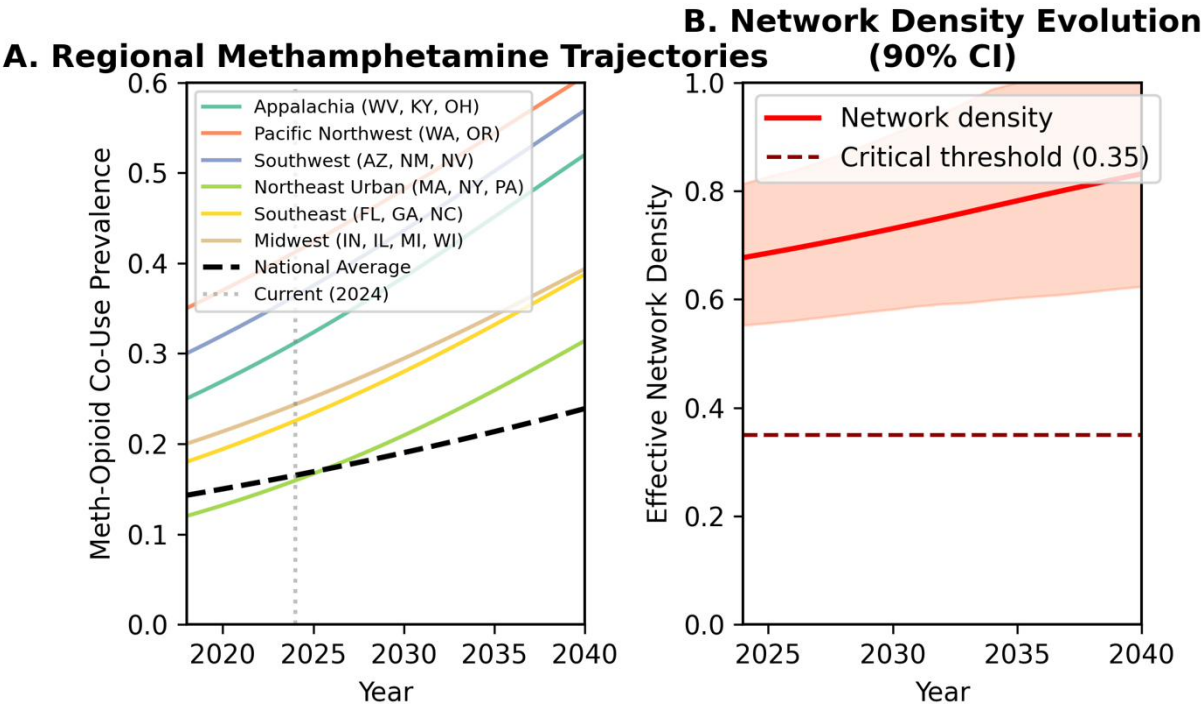 A. Regional Methamphetamine Trajectories
Meth-Opioid Co-Use Prevalence
0.6
0.5
0.4
0.3
0.2
0.1
0.0
Appalachia (WV, KY, OH)
Pacific Northwest (WA, OR)
Southwest (AZ, NM, NV)
Northeast Urban (MA, NY, PA)
Southeast (FL, GA, NC)
Midwest (IN, IL, MI, WI)
National Average
Current (2024)
2020 2025 2030 2035 2040
Year
B. Network Density Evolution
(90% CI)
Effective Network Density
1.0
0.8
0.6
0.4
0.2
0.0
Network density
Critical threshold (0.35)
2025 2030 2035 2040
Year